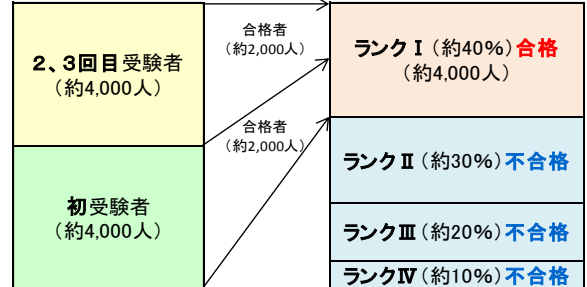 2、3回目受験者
（約4,000人）
初受験者
（約4,000人）
合格者
（約2,000人）
合格者
（約2,000人）
ランクⅠ（約40%）合格
（約4,000人）
ランクⅡ（約30%）不合格
ランクⅢ（約20%）不合格
ランクⅣ（約10%）不合格